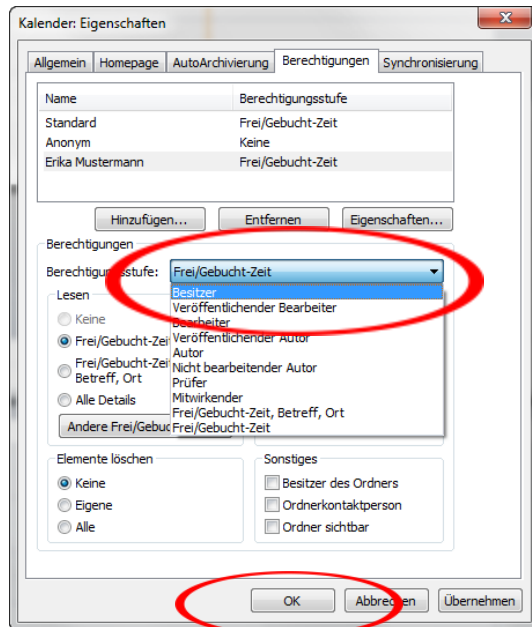 Kalender: Eigenschaften
Allgemein Homepage AutoArchivierung Berechtigungen Synchronisierung
Name Berechtigungsstufe
Standard Frei/Gebucht-Zeit
Anonym Keine
Erika Mustermann Frei/Gebucht-Zeit
Hinzufügen... Entfernen Eigenschaften...
Berechtigungen
Berechtigungsstufe: Frei/Gebucht-Zeit
Besitzer
Veröffentlichender Bearbeiter
Bearbeiter
Veröffentlichender Autor
Autor
Nicht bearbeitender Autor
Prüfer
Mitwirkender
Frei/Gebucht-Zeit, Betreff, Ort
Frei/Gebucht-Zeit
Lesen
Keine
Frei/Gebucht-Zei
Frei/Gebucht-Zei
Betreff, Ort
Alle Details
Andere Frei/Gebuc
Elemente löschen
Keine
Eigene
Alle
Sonstiges
Besitzer des Ordners
Ordnerkontaktperson
Ordner sichtbar
OK Abbrechen Übernehmen